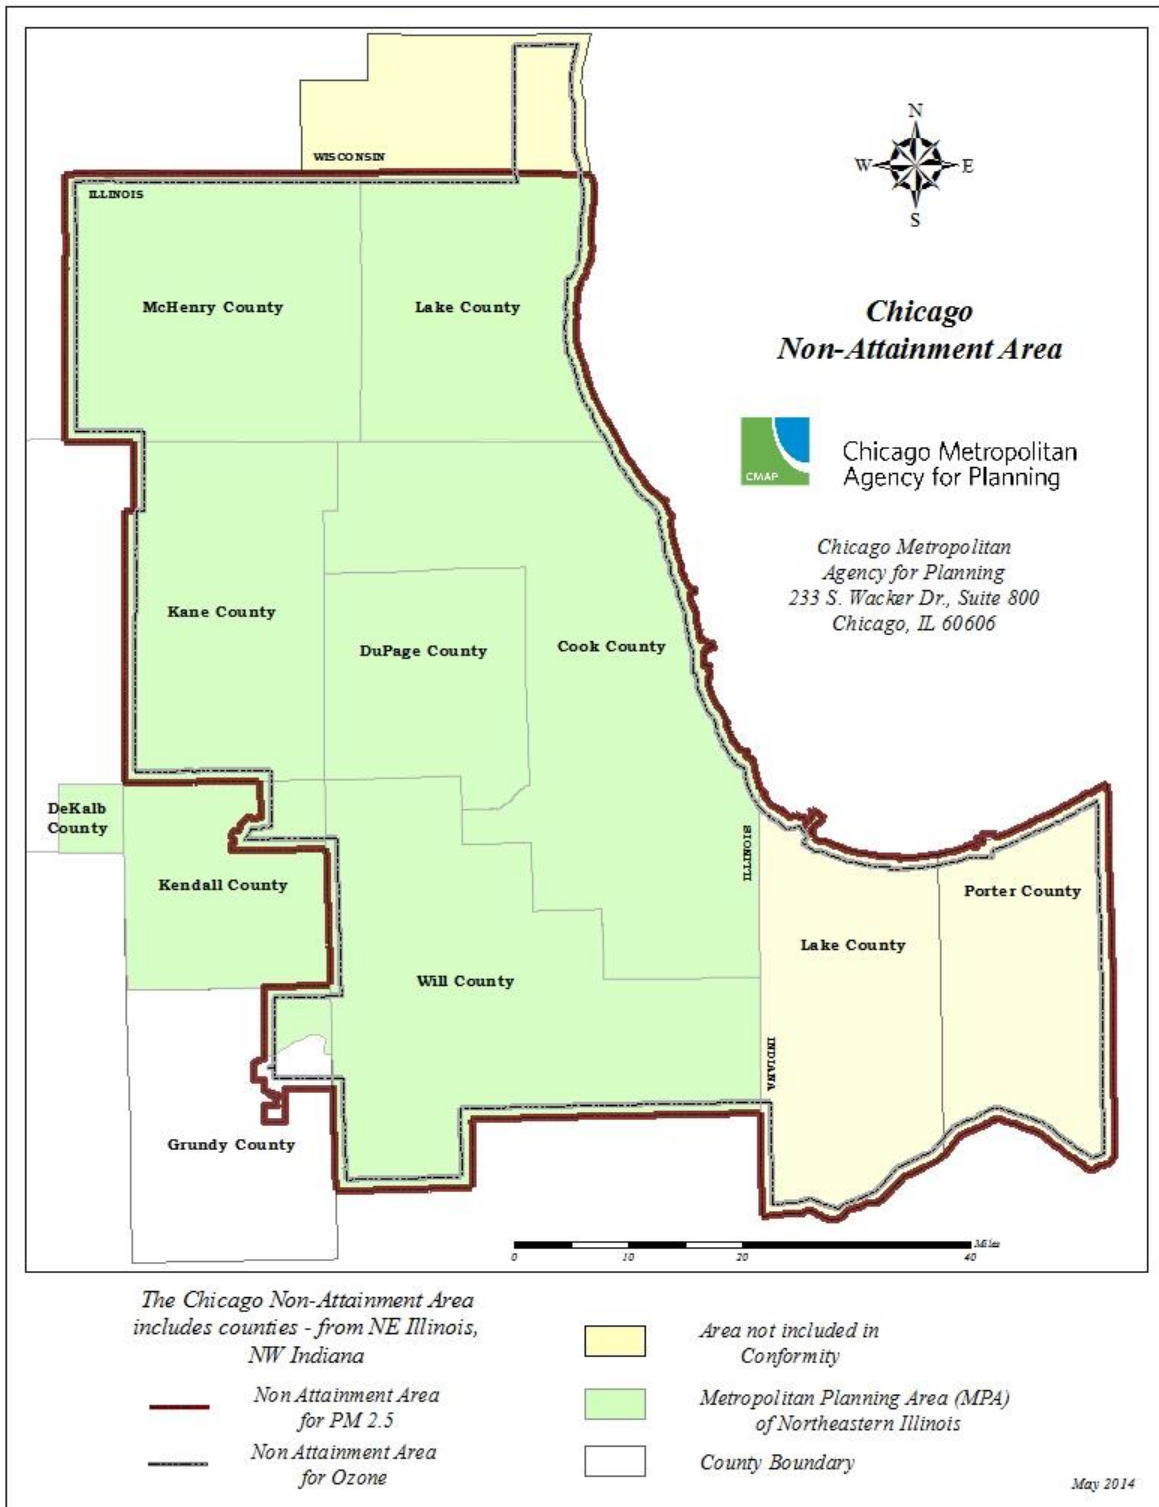 WISCONSIN
ILLINOIS
N
W
E
S
McHenry County
Lake County
Chicago
Non-Attainment Area
CMAP
Chicago Metropolitan
Agency for Planning
Chicago Metropolitan
Agency for Planning
233 S. Wacker Dr., Suite 800
Chicago, IL 60606
Kane County
DuPage County
Cook County
DeKalb
County
Kendall County
ILLINOIS
Porter County
Lake County
Will County
INDIANA
Grundy County
Miles
0 10 20 40
The Chicago Non-Attainment Area
includes counties - from NE Illinois,
NW Indiana
Non Attainment Area
for PM 2.5
Non Attainment Area
for Ozone
Area not included in
Conformity
Metropolitan Planning Area (MPA)
of Northeastern Illinois
County Boundary
May 2014